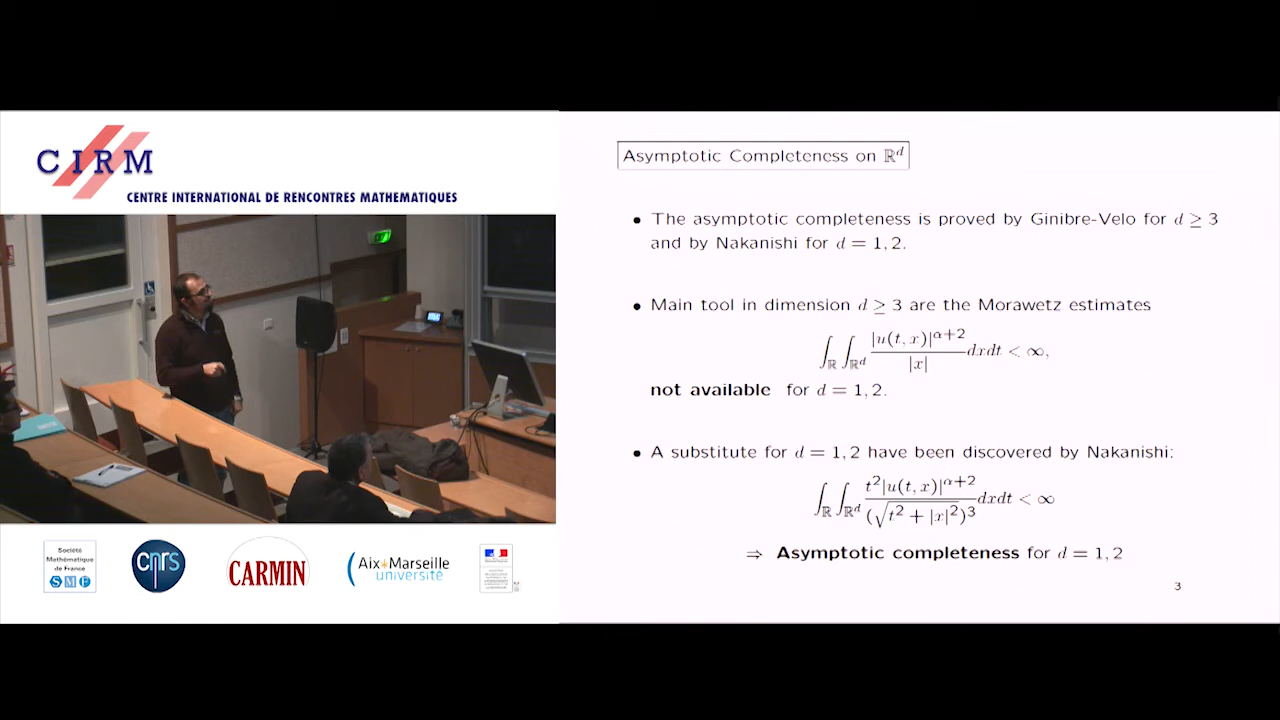 CIRM
CENTRE INTERNATIONAL DE RENCONTRES MATHEMATIQUES
Société
Mathématique
de France
SMF
cnrs
CARMIN
Aix*Marseille
université
Asymptotic Completeness on ℝ^d
• The asymptotic completeness is proved by Ginibre-Velo for d ≥ 3
and by Nakanishi for d = 1, 2.
• Main tool in dimension d ≥ 3 are the Morawetz estimates
∫_ℝ ∫_ℝ^d |u(t, x)|^{α+2} / |x| dxdt < ∞,
not available for d = 1, 2.
• A substitute for d = 1, 2 have been discovered by Nakanishi:
∫_ℝ ∫_ℝ^d t^2|u(t, x)|^{α+2} / (√(t^2 + |x|^2))^3 dxdt < ∞
⇒ Asymptotic completeness for d = 1, 2
3